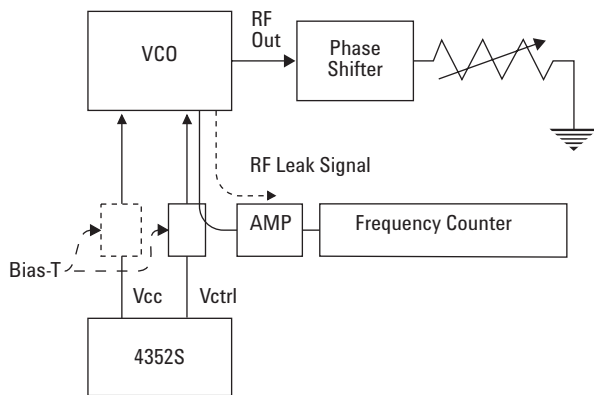 RF
Out
VCO
Phase
Shifter
RF Leak Signal
AMP
Frequency Counter
Bias-T
Vcc
Vctrl
4352S